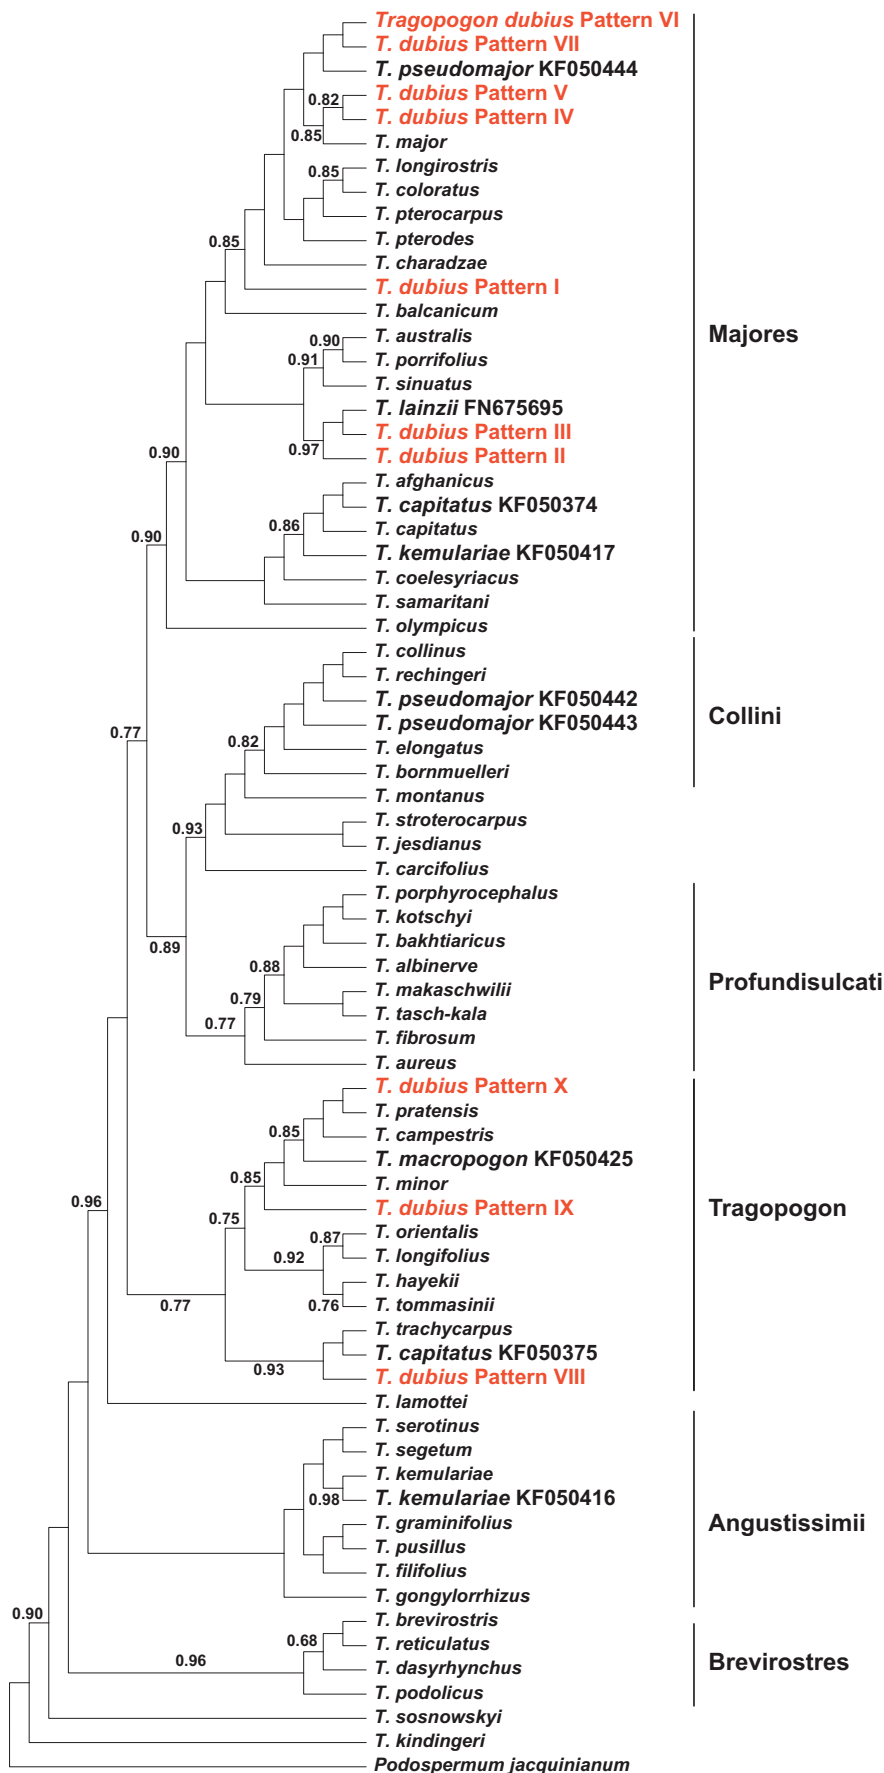 Tragopogon dubius Pattern VI
T. dubius Pattern VII
T. pseudomajor KF050444
0.82
T. dubius Pattern V
T. dubius Pattern IV
0.85
T. major
T. longirostris
0.85
T. coloratus
T. pterocarpus
T. pterodes
0.85
T. charadzae
T. dubius Pattern I
T. balcanicum
Majores
T. australis
0.90
T. porrifolius
0.91
T. sinuatus
T. lainzii FN675695
T. dubius Pattern III
0.97
T. dubius Pattern II
0.90
T. afghanicus
T. capitatus KF050374
0.86
T. capitatus
0.90
T. kemulariae KF050417
T. coelesyriacus
T. samaritani
T. olympicus
T. collinus
T. rechingeri
T. pseudomajor KF050442
Collini
T. pseudomajor KF050443
0.77
0.82
T. elongatus
T. bornmuelleri
T. montanus
T. stroterocarpus
0.93
T. jesdianus
T. carcifolius
T. porphyrocephalus
T. kotschyi
T. bakhtiaricus
0.89
T. albinerve
0.88
Profundisulcati
T. makaschwilii
0.79
T. tasch-kala
0.77
T. fibrosum
T. aureus
T. dubius Pattern X
T. pratensis
0.85
T. campestris
T. macropogon KF050425
0.85
T. minor
0.96
T. dubius Pattern IX
Tragopogon
0.75
T. orientalis
0.87
T. longifolius
0.92
T. hayekii
0.77
0.76
T. tommasinii
T. trachycarpus
T. capitatus KF050375
0.93
T. dubius Pattern VIII
T. lamottei
T. serotinus
T. segetum
T. kemulariae
0.98
T. kemulariae KF050416
Angustissimii
T. graminifolius
T. pusillus
T. filifolius
T. gongylorrhizus
0.90
T. brevirostris
0.68
T. reticulatus
0.96
T. dasyrhynchus
Brevirostres
T. podolicus
T. sosnowskyi
T. kindingeri
Podospermum jacquinianum